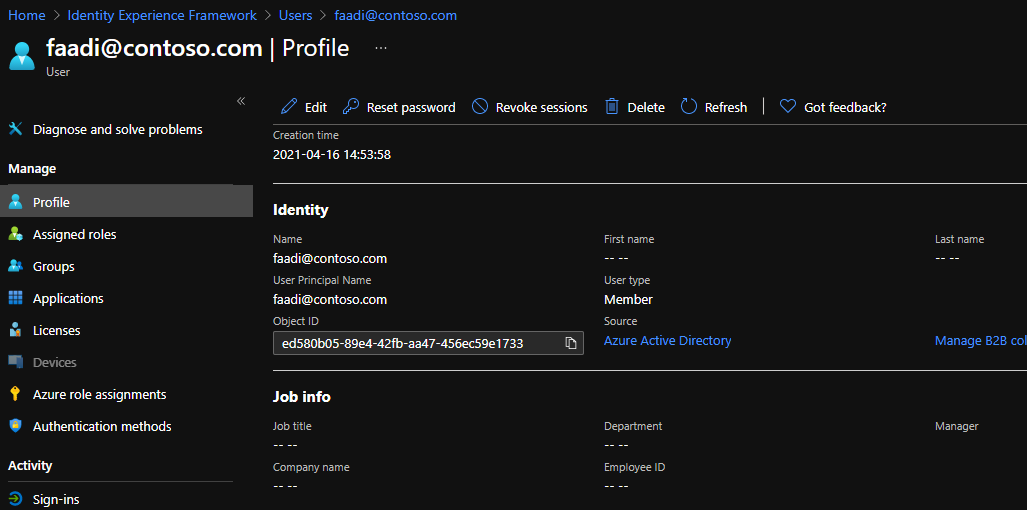 Home > Identity Experience Framework > Users > faadi@contoso.com
faadi@contoso.com | Profile ...
User
«
Diagnose and solve problems
Manage
Profile
Assigned roles
Groups
Applications
Licenses
Devices
Azure role assignments
Authentication methods
Activity
Sign-ins
Edit Reset password Revoke sessions Delete Refresh | Got feedback?
Creation time
2021-04-16 14:53:58
Identity
Name First name Last name
faadi@contoso.com -- -- -- --
User Principal Name User type
faadi@contoso.com Member
Object ID Source
ed580b05-89e4-42fb-aa47-456ec59e1733 Azure Active Directory Manage B2B col
Job info
Job title Department Manager
-- -- -- --
Company name Employee ID
-- -- -- --